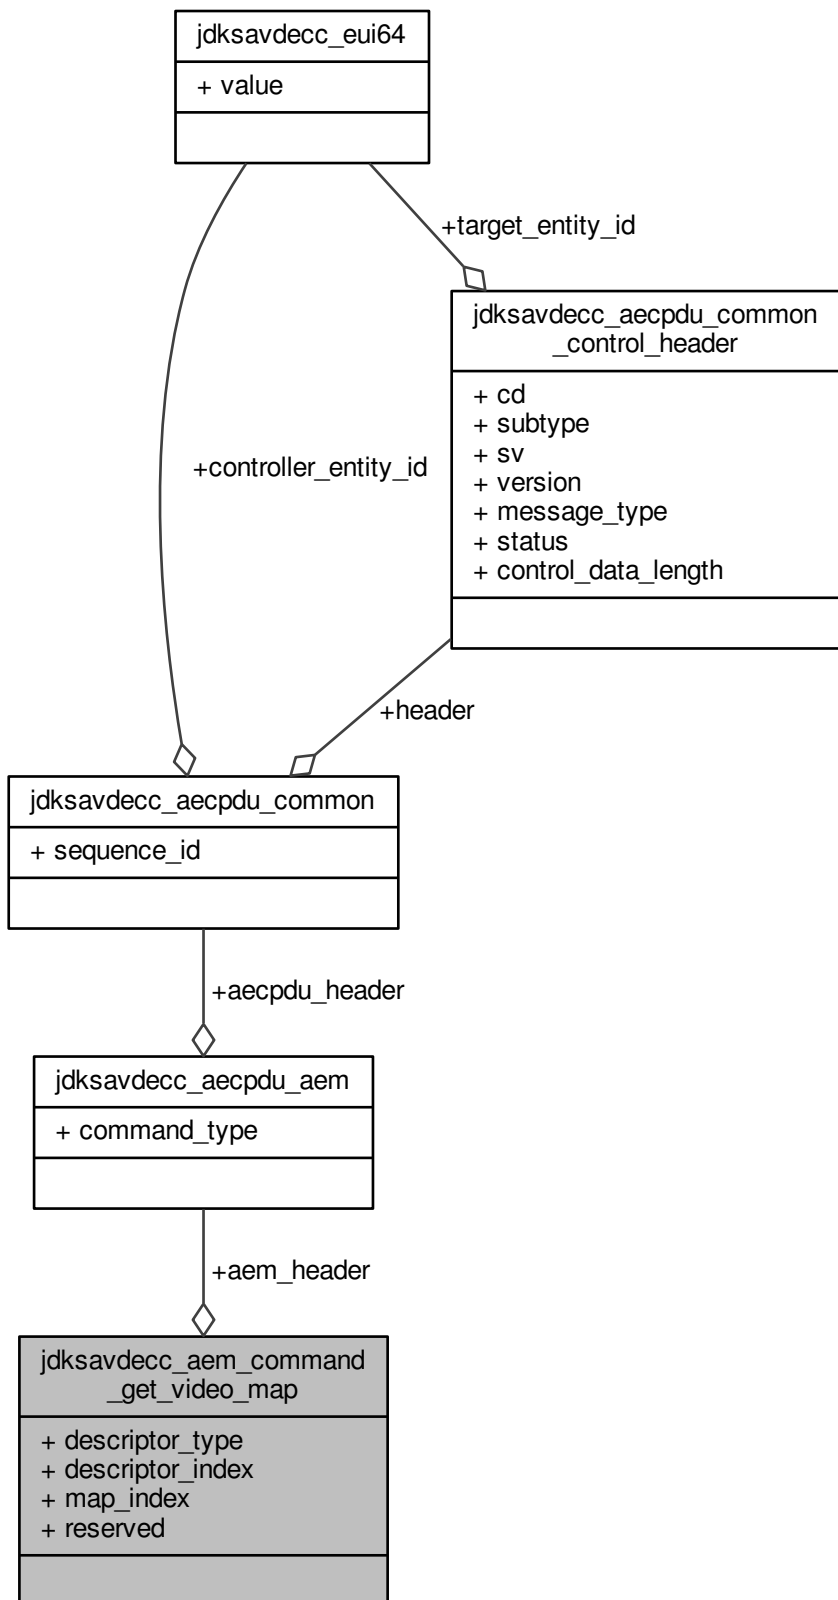 jdksavdecc_eui64
+ value
+target_entity_id
jdksavdecc_aecpdu_common
_control_header
+ cd
+ subtype
+ sv
+ version
+ message_type
+ status
+ control_data_length
+controller_entity_id
+header
jdksavdecc_aecpdu_common
+ sequence_id
+aecpdu_header
jdksavdecc_aecpdu_aem
+ command_type
+aem_header
jdksavdecc_aem_command
_get_video_map
+ descriptor_type
+ descriptor_index
+ map_index
+ reserved